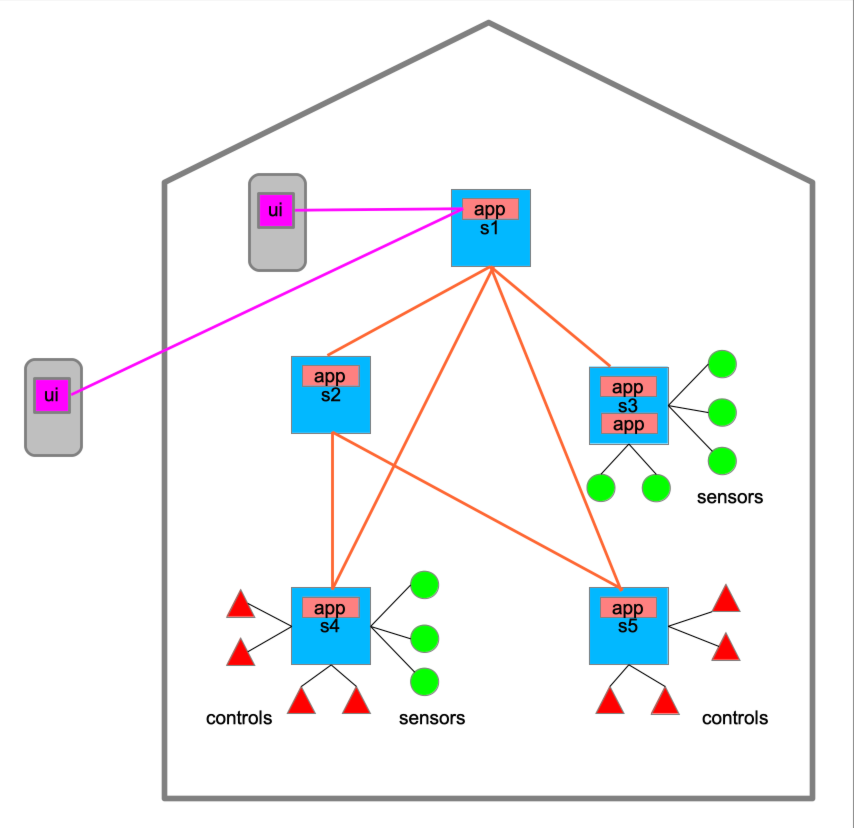 ui
app
s1
ui
app
s2
app
s3
app
sensors
app
s4
controls
sensors
app
s5
controls